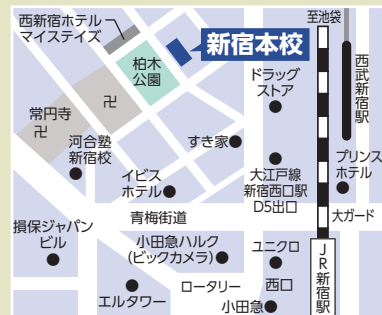 至池袋
西新宿ホテル
マイステイズ
新宿本校
柏木
公園
ドラッグ
ストア
西武新宿駅
卍
常円寺
卍
河合塾
新宿校
すき家
プリンス
ホテル
イビス
ホテル
大江戸線
新宿西口駅
D5出口
青梅街道
大ガード
損保ジャパン
ビル
小田急ハルク
(ビックカメラ)
ユニクロ
JR新宿駅
エルタワー
ロータリー
西口
小田急